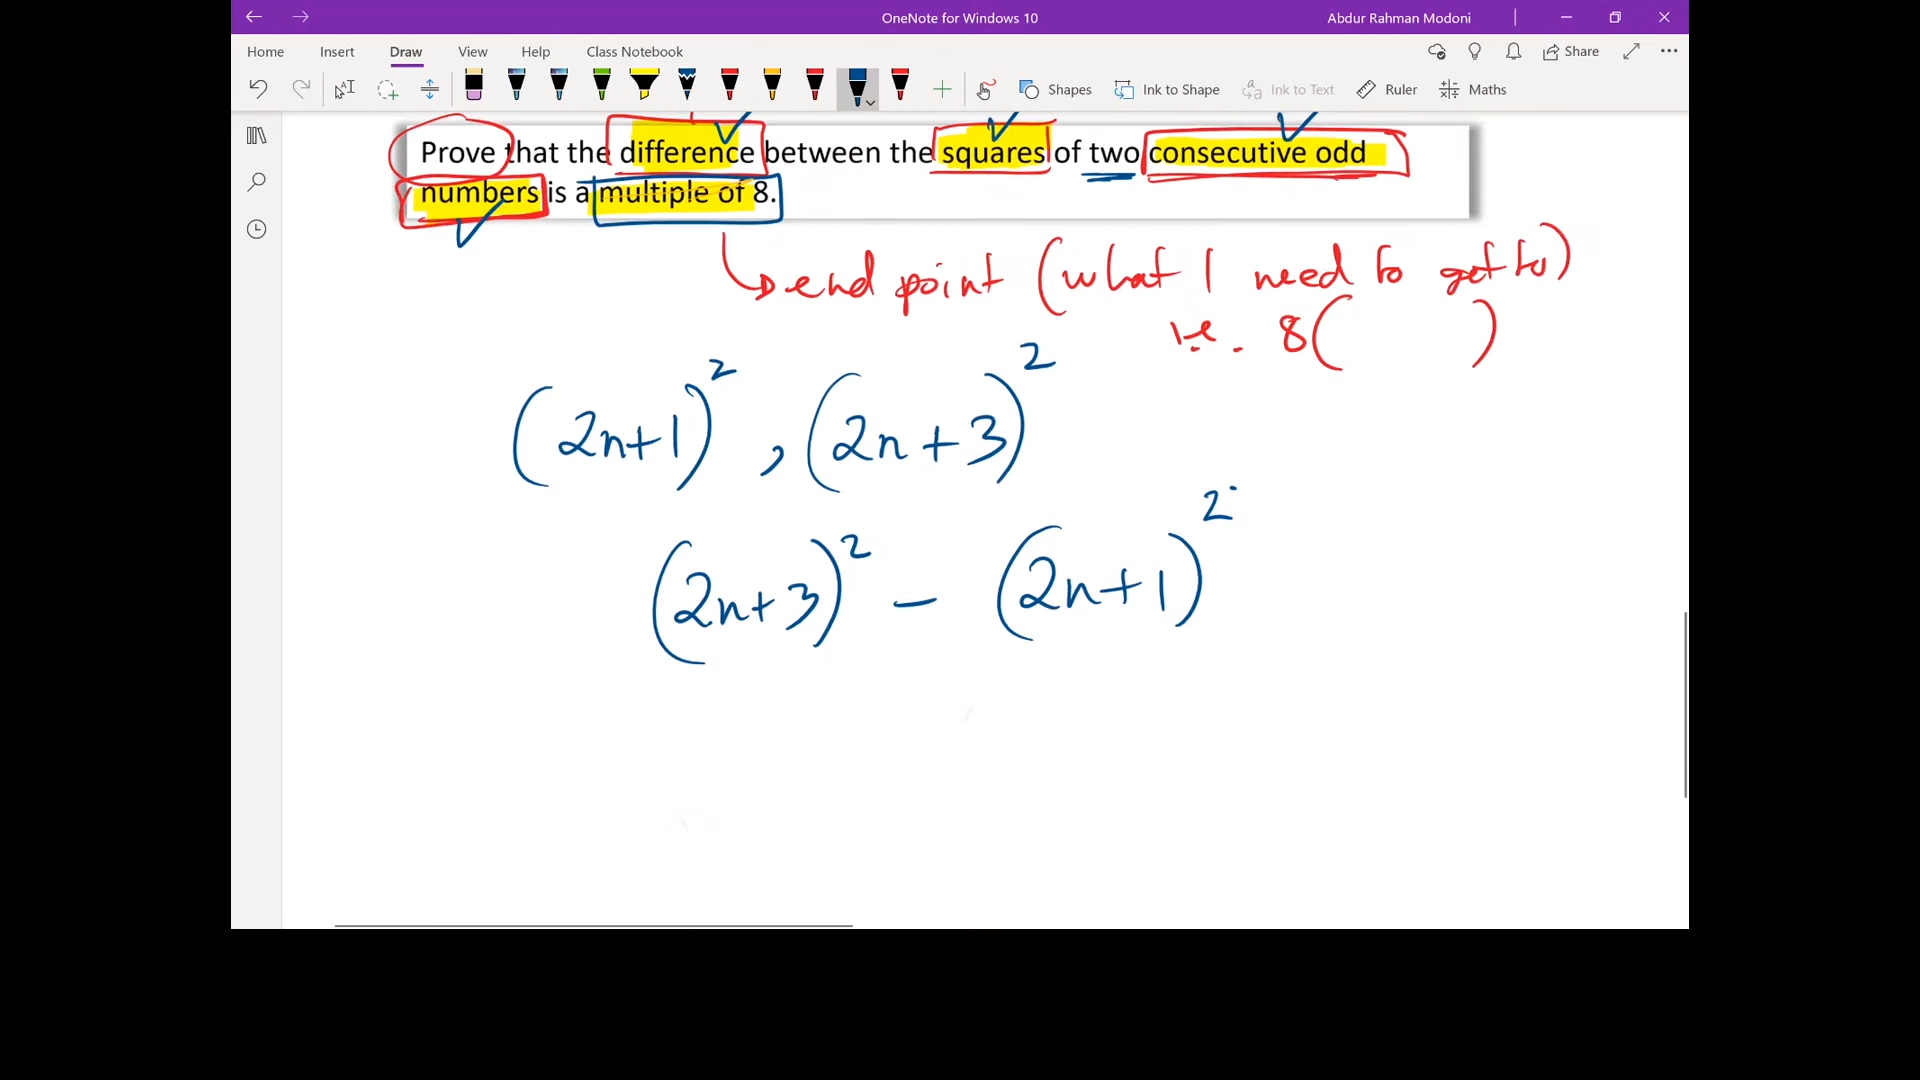 OneNote for Windows 10
Abdur Rahman Modoni
Home Insert Draw View Help Class Notebook
Share
Shapes Ink to Shape Ink to Text Ruler Maths
Prove that the difference between the squares of two consecutive odd
numbers is a multiple of 8.
end point (what I need to get to)
i.e. 8( )
(2n+1)², (2n+3)²
(2n+3)² - (2n+1)²